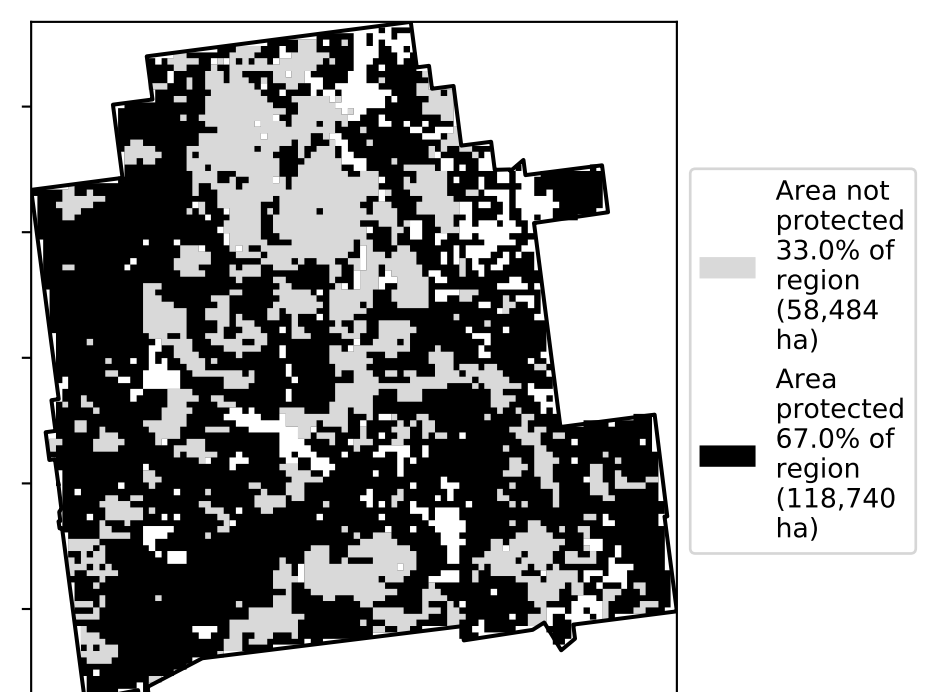 Area not
protected
33.0% of
region
(58,484
ha)
Area
protected
67.0% of
region
(118,740
ha)